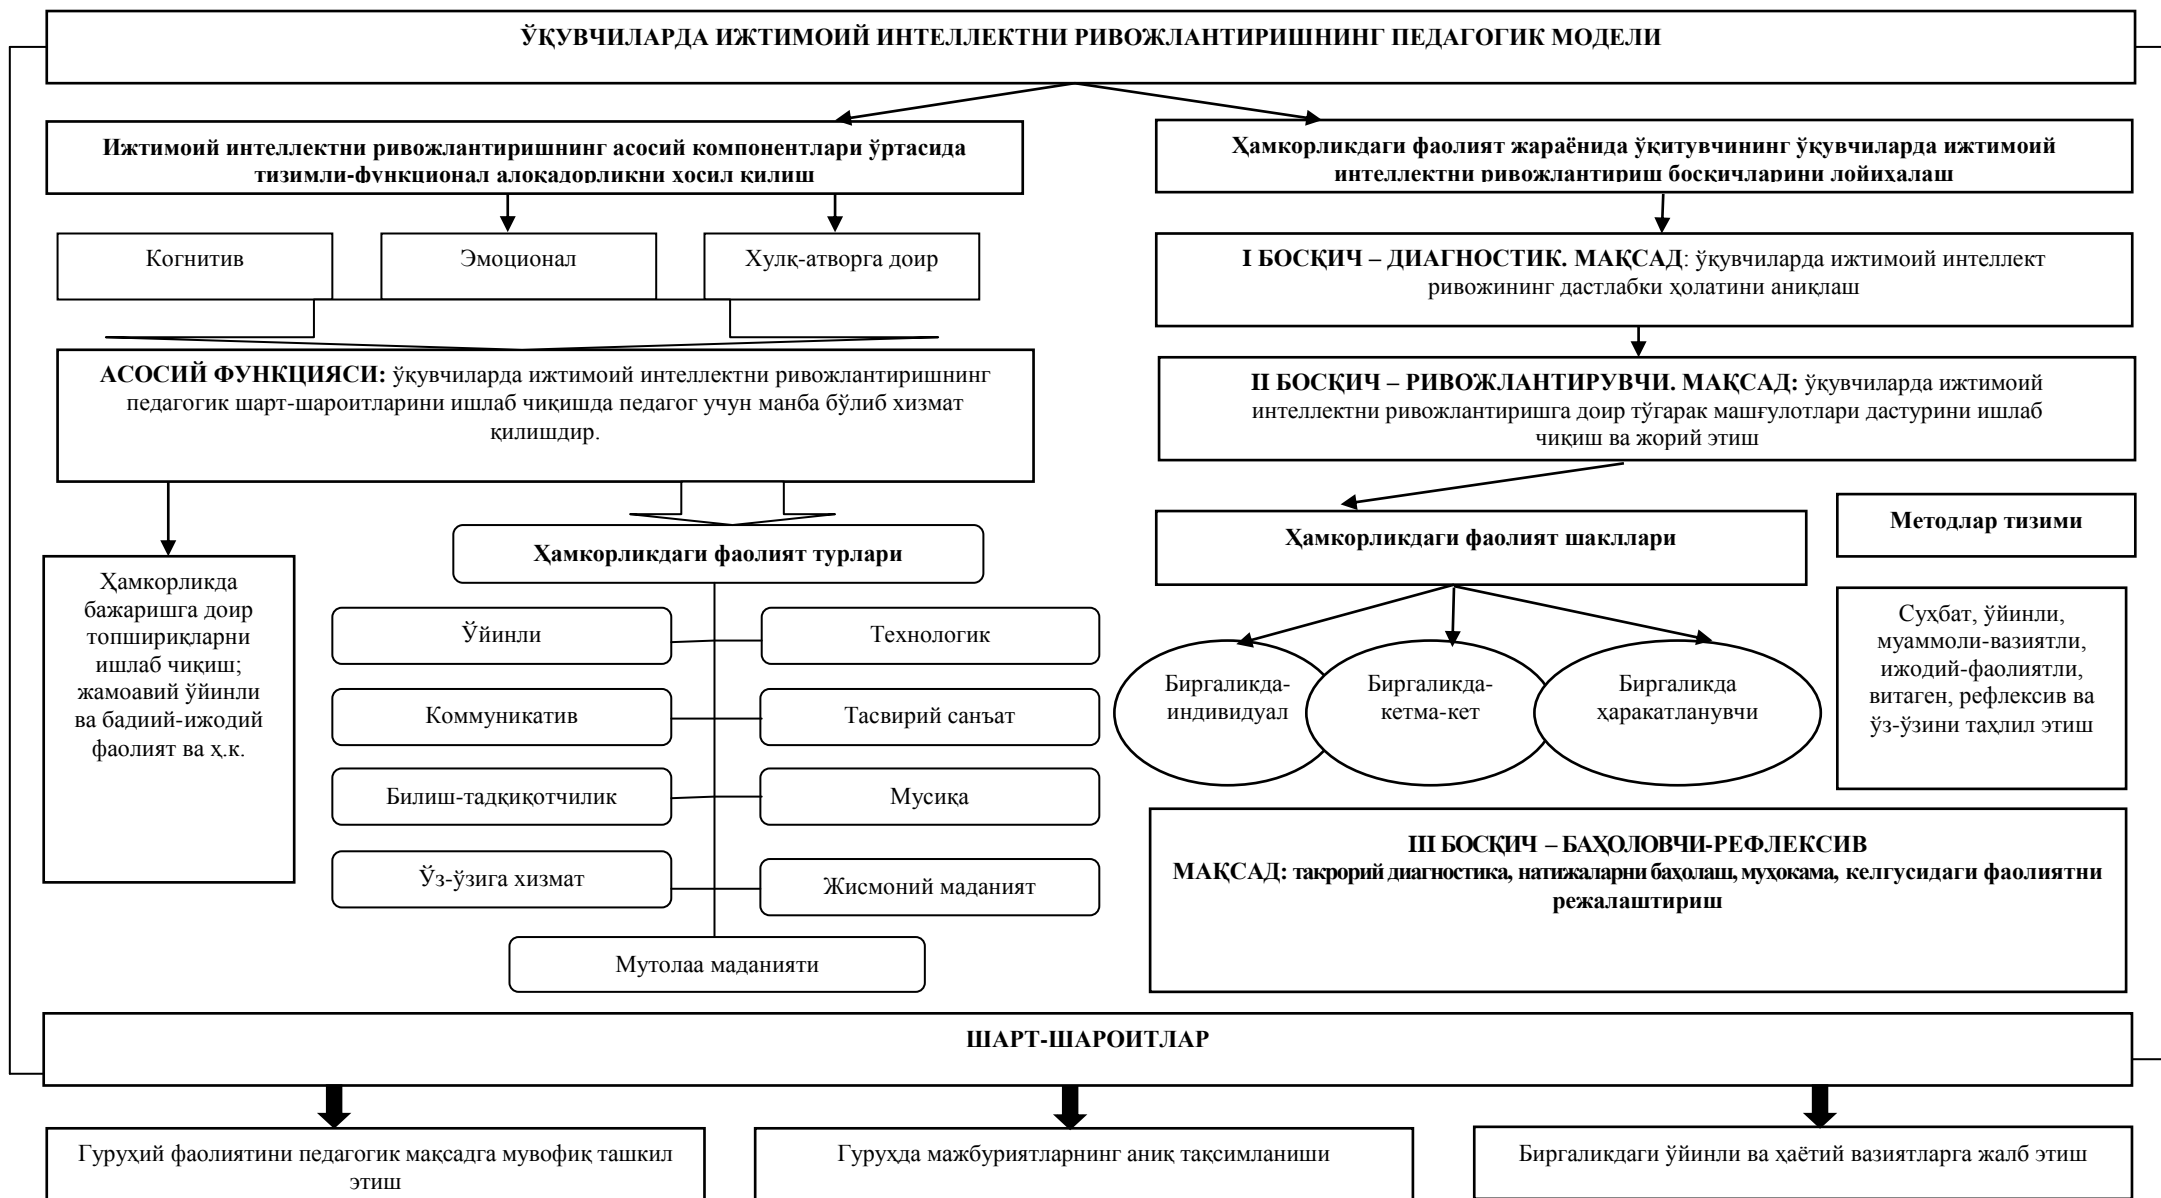 ЎҚУВЧИЛАРДА ИЖТИМОИЙ ИНТЕЛЛЕКТНИ РИВОЖЛАНТИРИШНИНГ ПЕДАГОГИК МОДЕЛИ
Ижтимоий интеллектни ривожлантиришнинг асосий компонентлари ўртасида
тизимли-функционал алоқадорликни ҳосил қилиш
Когнитив
Эмоционал
Хулқ-атворга доир
АСОСИЙ ФУНКЦИЯСИ: ўқувчиларда ижтимоий интеллектни ривожлантиришнинг
педагогик шарт-шароитларини ишлаб чиқишда педагог учун манба бўлиб хизмат
қилишдир.
Ҳамкорликда
бажаришга доир
топшириқларни
ишлаб чиқиш;
жамоавий ўйинли
ва бадиий-ижодий
фаолият ва ҳ.к.
Ҳамкорликдаги фаолият турлари
Ўйинли
Технологик
Коммуникатив
Тасвирий санъат
Билиш-тадқиқотчилик
Мусиқа
Ўз-ўзига хизмат
Жисмоний маданият
Мутолаа маданияти
Ҳамкорликдаги фаолият жараёнида ўқитувчининг ўқувчиларда ижтимоий
интеллектни ривожлантириш босқичларини лойиҳалаш
I БОСҚИЧ – ДИАГНОСТИК. МАҚСАД: ўқувчиларда ижтимоий интеллект
ривожининг дастлабки ҳолатини аниқлаш
II БОСҚИЧ – РИВОЖЛАНТИРУВЧИ. МАҚСАД: ўқувчиларда ижтимоий
интеллектни ривожлантиришга доир тўгарак машғулотлари дастурини ишлаб
чиқиш ва жорий этиш
Ҳамкорликдаги фаолият шакллари
Биргаликда-
индивидуал
Биргаликда-
кетма-кет
Биргаликда
ҳаракатланувчи
Методлар тизими
Суҳбат, ўйинли,
муаммоли-вазиятли,
ижодий-фаолиятли,
витаген, рефлексив ва
ўз-ўзини таҳлил этиш
III БОСҚИЧ – БАҲОЛОВЧИ-РЕФЛЕКСИВ
МАҚСАД: такрорий диагностика, натижаларни баҳолаш, муҳокама, келгусидаги фаолиятни
режалаштириш
ШАРТ-ШАРОИТЛАР
Гуруҳий фаолиятини педагогик мақсадга мувофиқ ташкил
этиш
Гуруҳда мажбуриятларнинг аниқ тақсимланиши
Биргаликдаги ўйинли ва ҳаётий вазиятларга жалб этиш